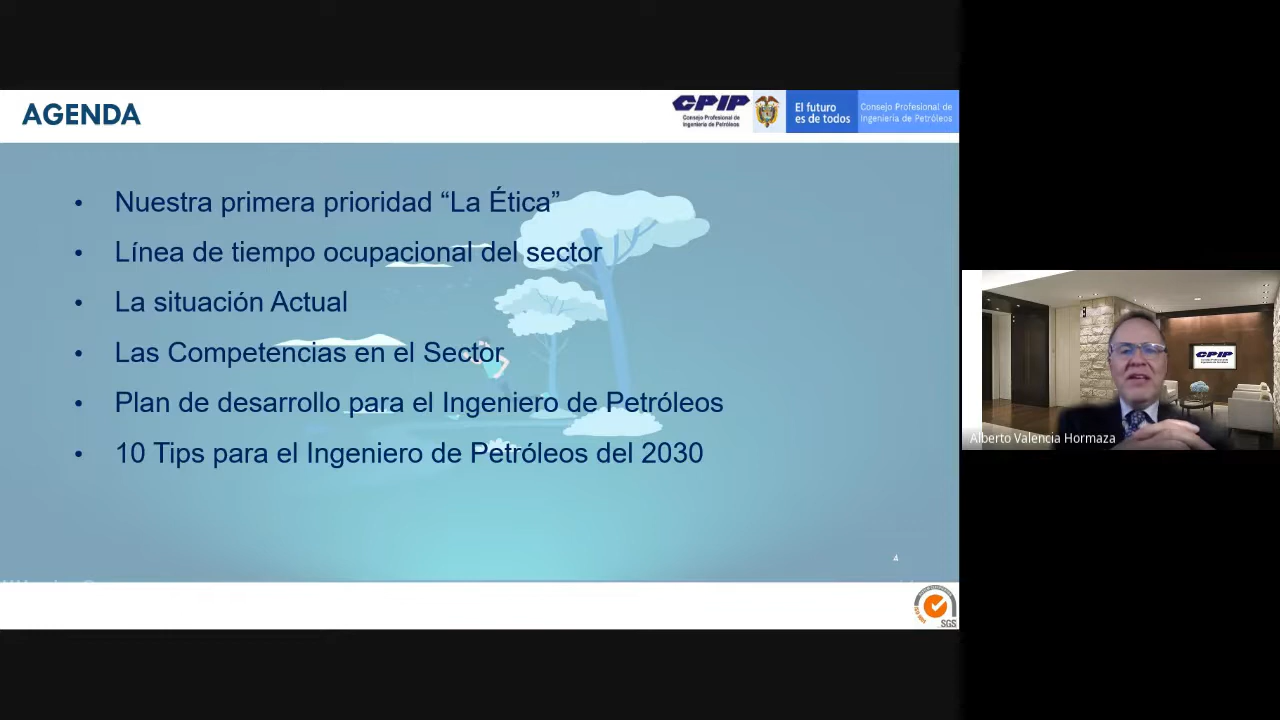 AGENDA
CPIP
Consejo Profesional de
Ingeniería de Petróleos
El futuro
es de todos
Consejo Profesional de
Ingeniería de Petróleos
• Nuestra primera prioridad “La Ética”
• Línea de tiempo ocupacional del sector
• La situación Actual
• Las Competencias en el Sector
• Plan de desarrollo para el Ingeniero de Petróleos
• 10 Tips para el Ingeniero de Petróleos del 2030
4
SGS
CPIP
Alberto Valencia Hormaza